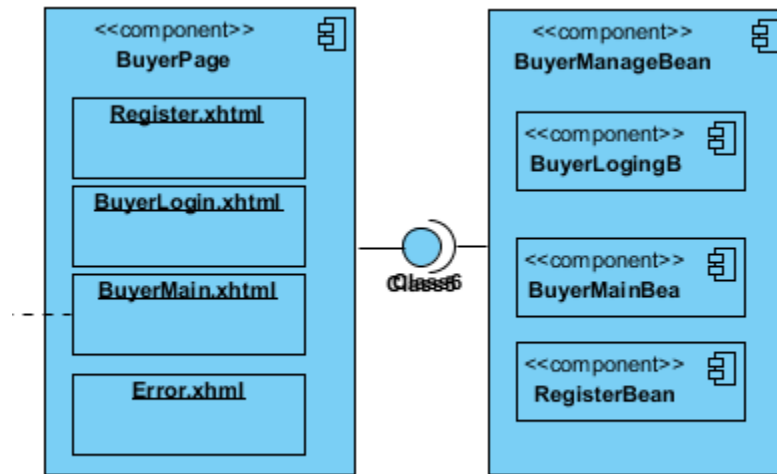 <<component>>
BuyerPage
Register.xhtml
BuyerLogin.xhtml
BuyerMain.xhtml
Error.xhml
<<component>>
BuyerManageBean
<<component>>
BuyerLogingB
<<component>>
BuyerMainBea
<<component>>
RegisterBean